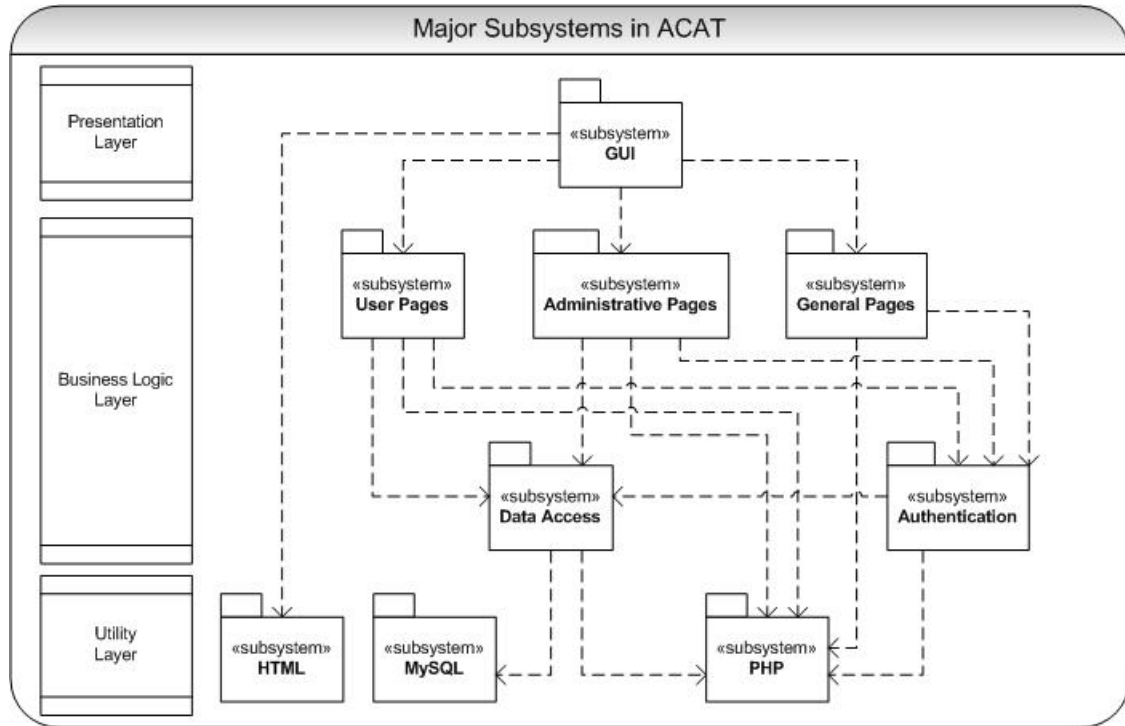 Major Subsystems in ACAT
Presentation
Layer
«subsystem»
GUI
«subsystem»
User Pages
«subsystem»
Administrative Pages
«subsystem»
General Pages
Business Logic
Layer
«subsystem»
Data Access
«subsystem»
Authentication
Utility
Layer
«subsystem»
HTML
«subsystem»
MySQL
«subsystem»
PHP